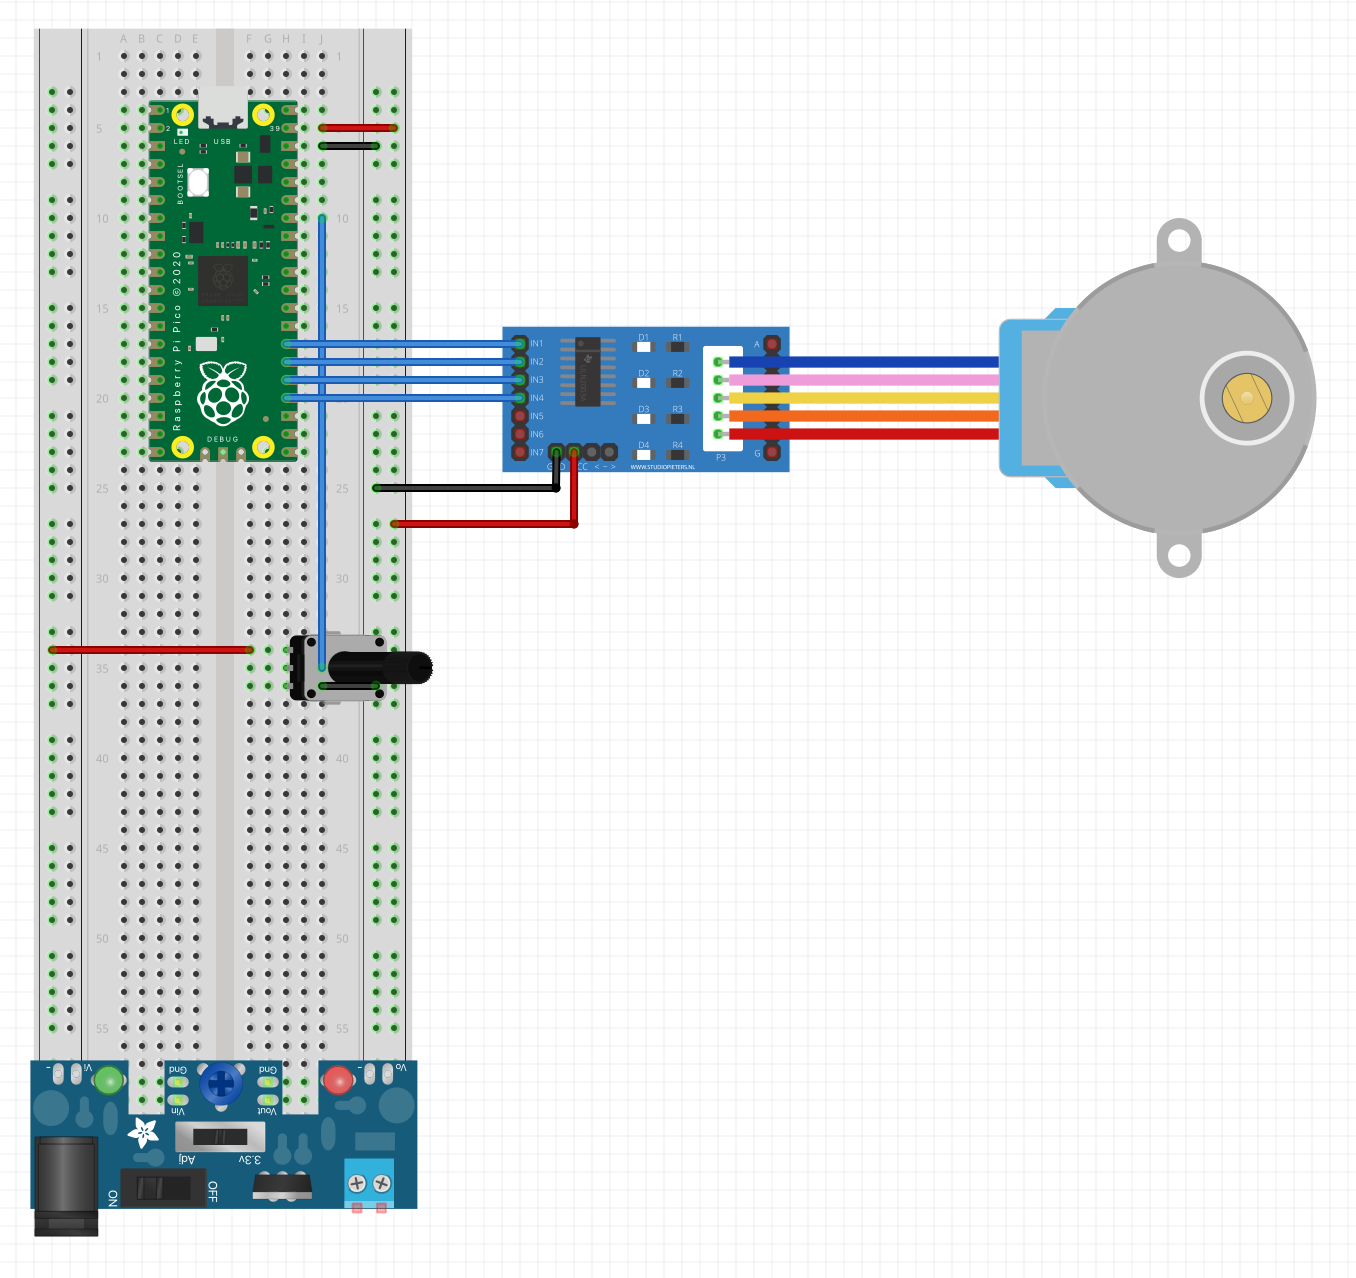 A B C D E F G H I J
1 1
1
2 39
5
LED USB
BOOTSEL
10 10
15 15
Raspberry Pi Pico © 2020
20
DEBUG
25 25
30 30
35 35
40 40
45 45
50 50
55 55
IN1
IN2
IN3
IN4
IN5
IN6
IN7
D1 R1
D2 R2
D3 R3
D4 R4
A
G
P3
< - >
WWW.STUDIOPIETERS.NL
- Vi Gnd Gnd - Vo
Vin Vout
Adj 3.3v
ON OFF